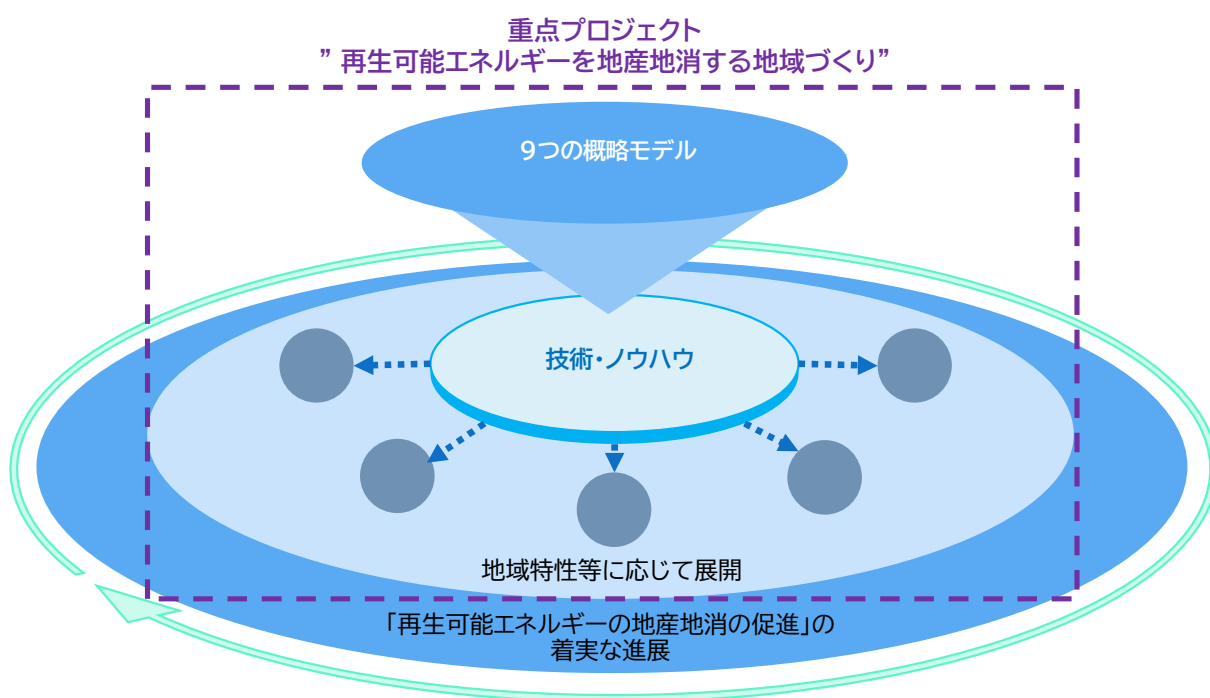 重点プロジェクト
”再生可能エネルギーを地産地消する地域づくり”
9つの概略モデル
技術・ノウハウ
地域特性等に応じて展開
「再生可能エネルギーの地産地消の促進」の
着実な進展